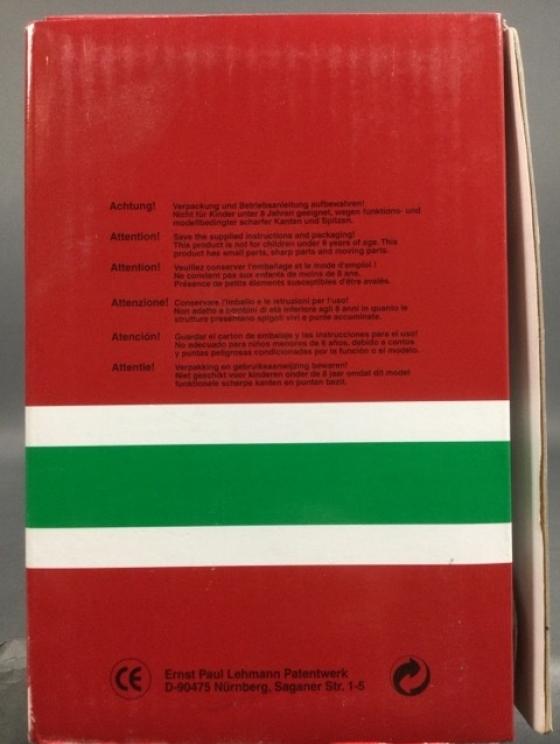 Achtung! Verpackung und Betriebsanleitung aufbewahren!
Nicht für Kinder unter 8 Jahren geeignet, wegen funktions- und
modellbedingter scharfer Kanten und Spitzen.
Attention! Save the supplied instructions and packaging!
This product is not for children under 8 years of age. This
product has small parts, sharp parts and moving parts.
Attention! Veuillez conserver l'emballage et le mode d'emploi !
Ne convient pas aux enfants de moins de 8 ans.
Présence de petits éléments susceptibles d'être avalés.
Attenzione! Conservare l'imballo e le istruzioni per l'uso!
Non adatto a bambini di età inferiore agli 8 anni in quanto le
strutture presentano spigoli vivi e punte accuminate.
Atención! Guardar el carton de embalaje y las instrucciones para el uso!
No adecuado para niños menores de 8 años, debido a cantos
y puntas peligrosas condicionadas por la función o el modelo.
Attentie! Verpakking en gebruiksaanwijzing bewaren!
Niet geschikt voor kinderen onder de 8 jaar omdat dit model
funktionele scherpe kanten en punten bezit.
CE Ernst Paul Lehmann Patentwerk
D-90475 Nürnberg, Saganer Str. 1-5